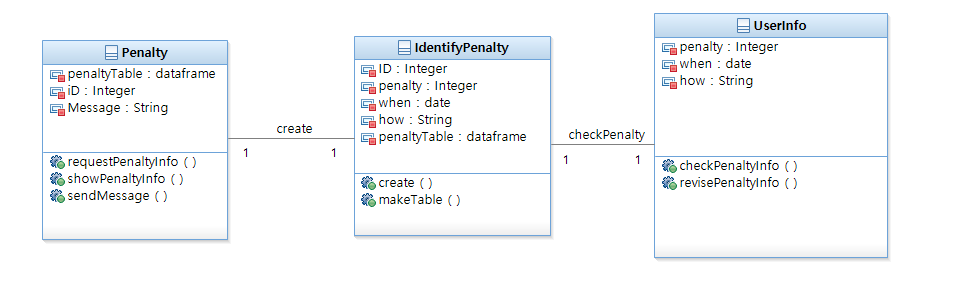 Penalty
penaltyTable : dataframe
iD : Integer
Message : String
requestPenaltyInfo ( )
showPenaltyInfo ( )
sendMessage ( )
create
1
1
IdentifyPenalty
ID : Integer
penalty : Integer
when : date
how : String
penaltyTable : dataframe
create ( )
makeTable ( )
checkPenalty
1
1
UserInfo
penalty : Integer
when : date
how : String
checkPenaltyInfo ( )
revisePenaltyInfo ( )